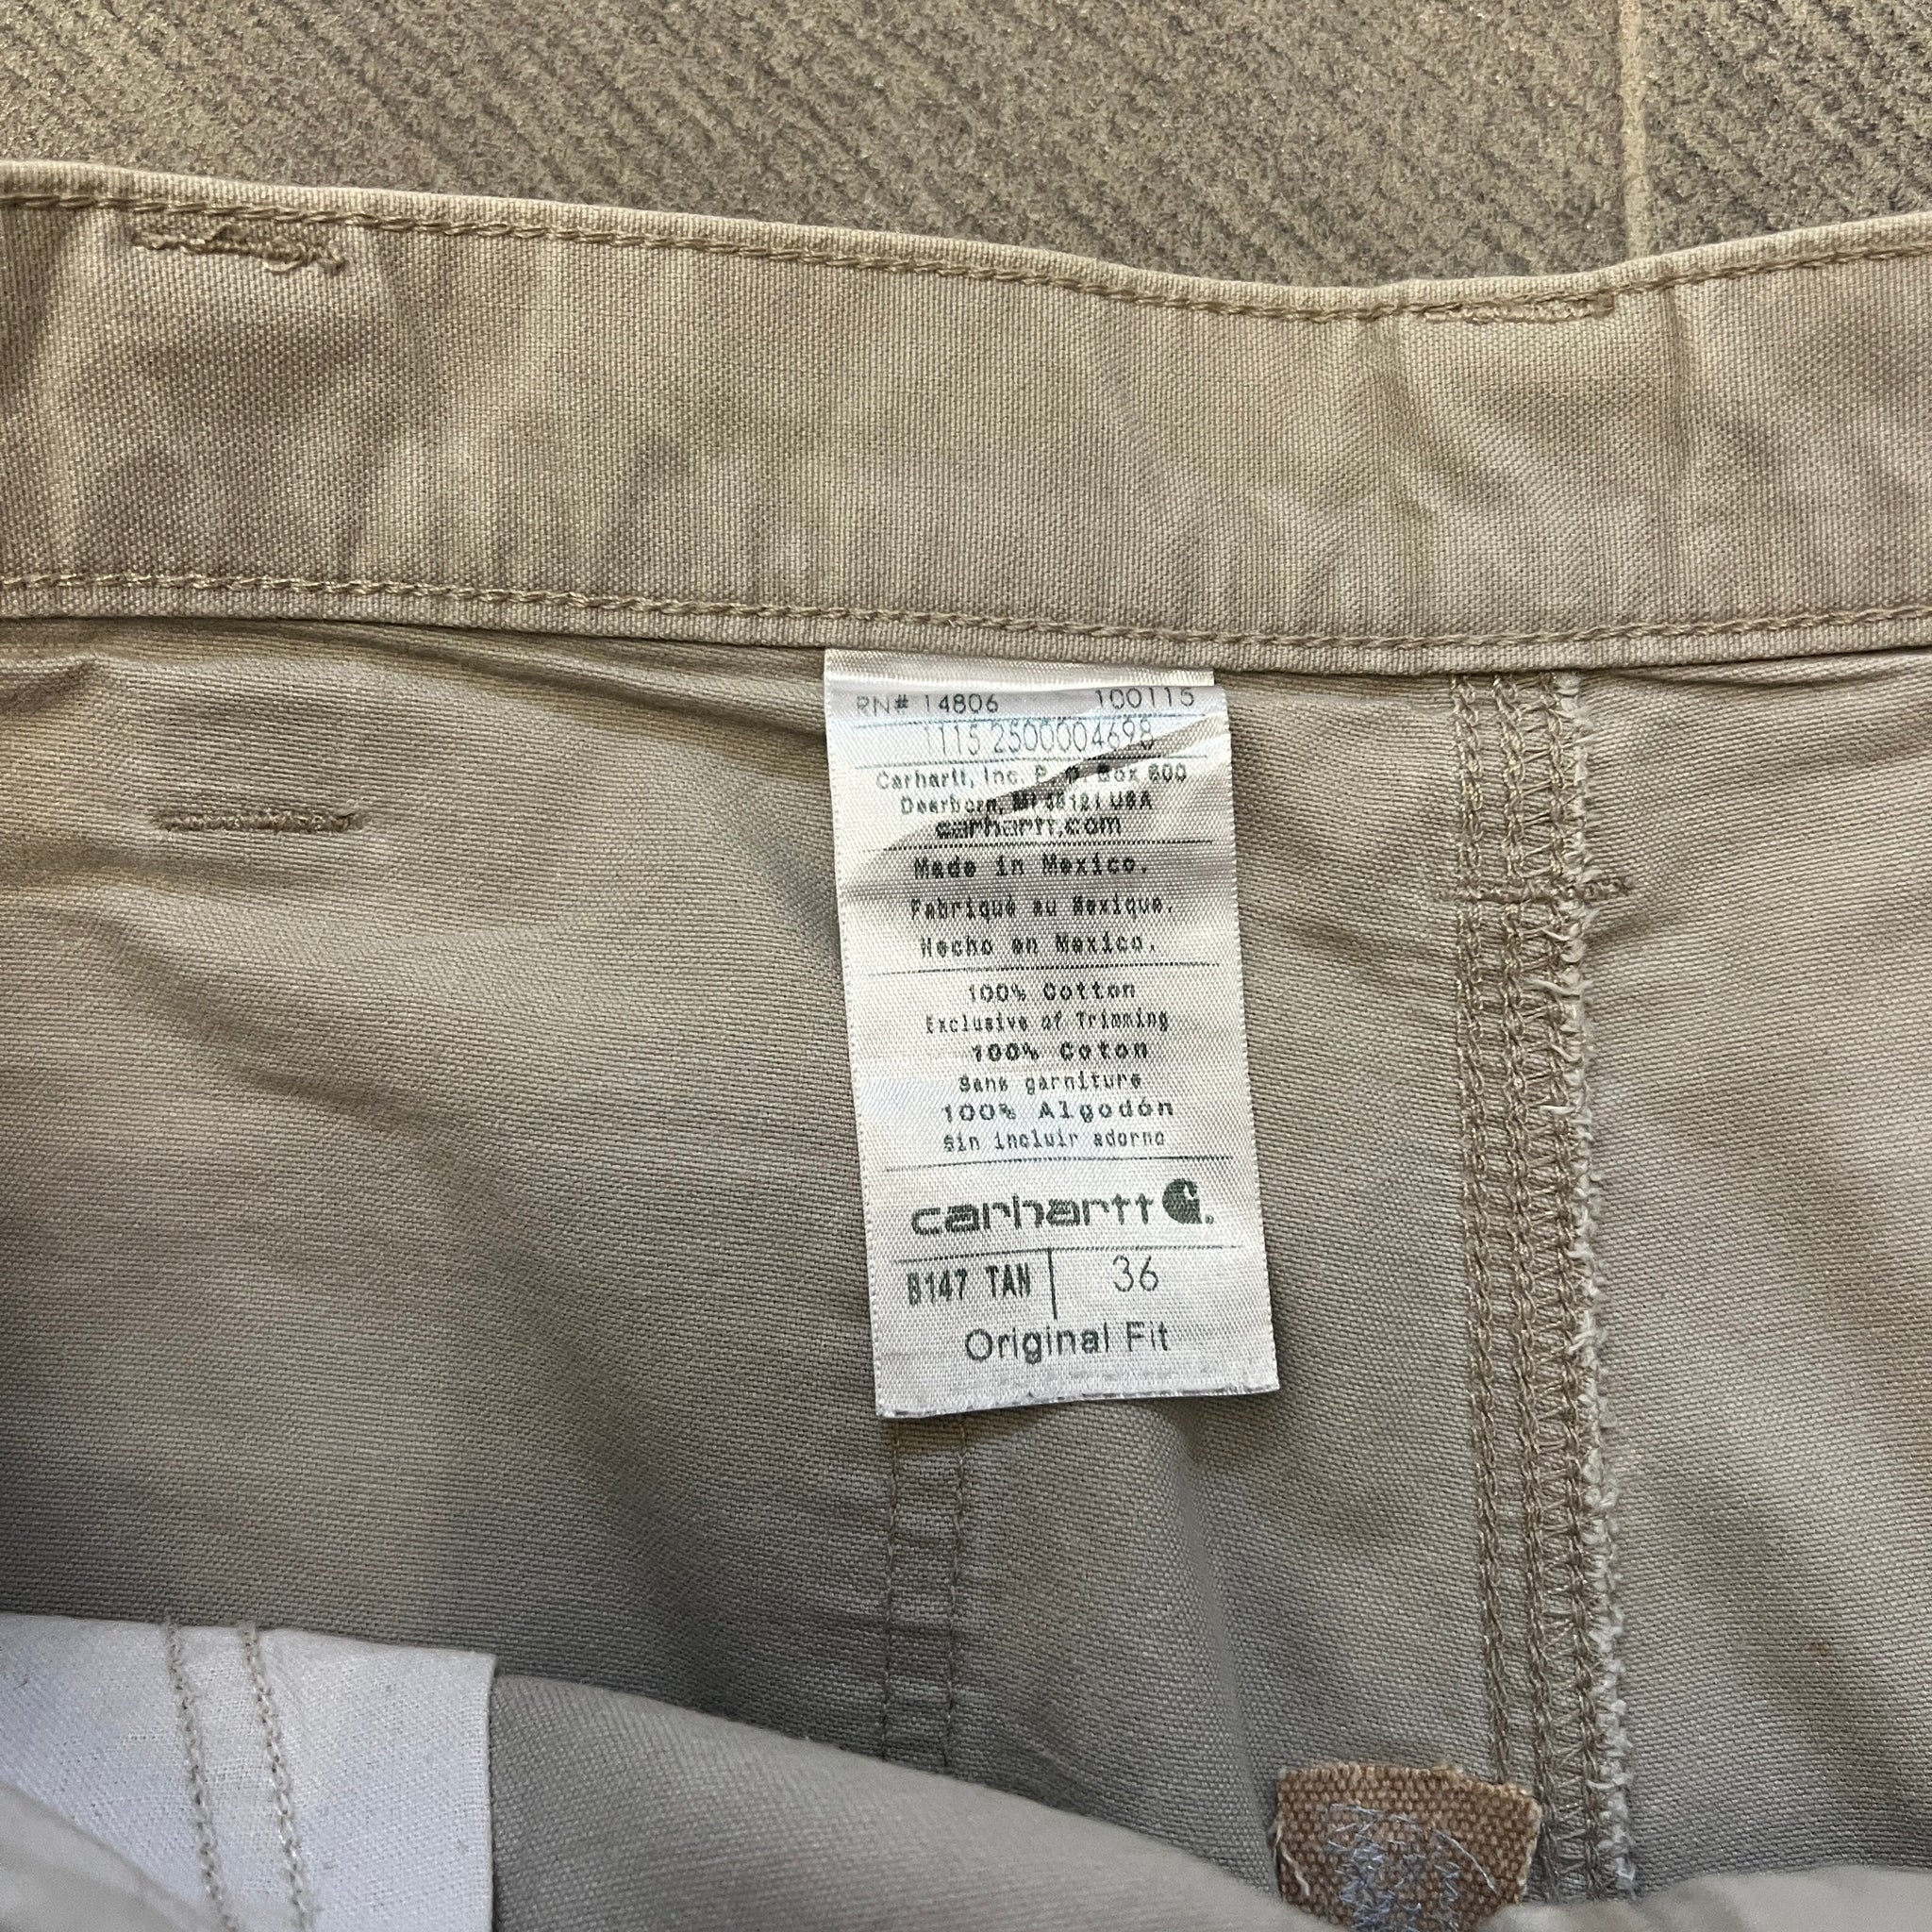 RN# 14806 100115
1115 2500004698
Carhartt, Inc. P.O. Box 600
Dearborn, MI 48121 USA
carhartt.com
Made in Mexico.
Fabriqué au Mexique.
Hecho en Mexico.
100% Cotton
Exclusive of Trimming
100% Coton
Sans garniture
100% Algodón
Sin incluir adorno
carhartt
B147 TAN 36
Original Fit